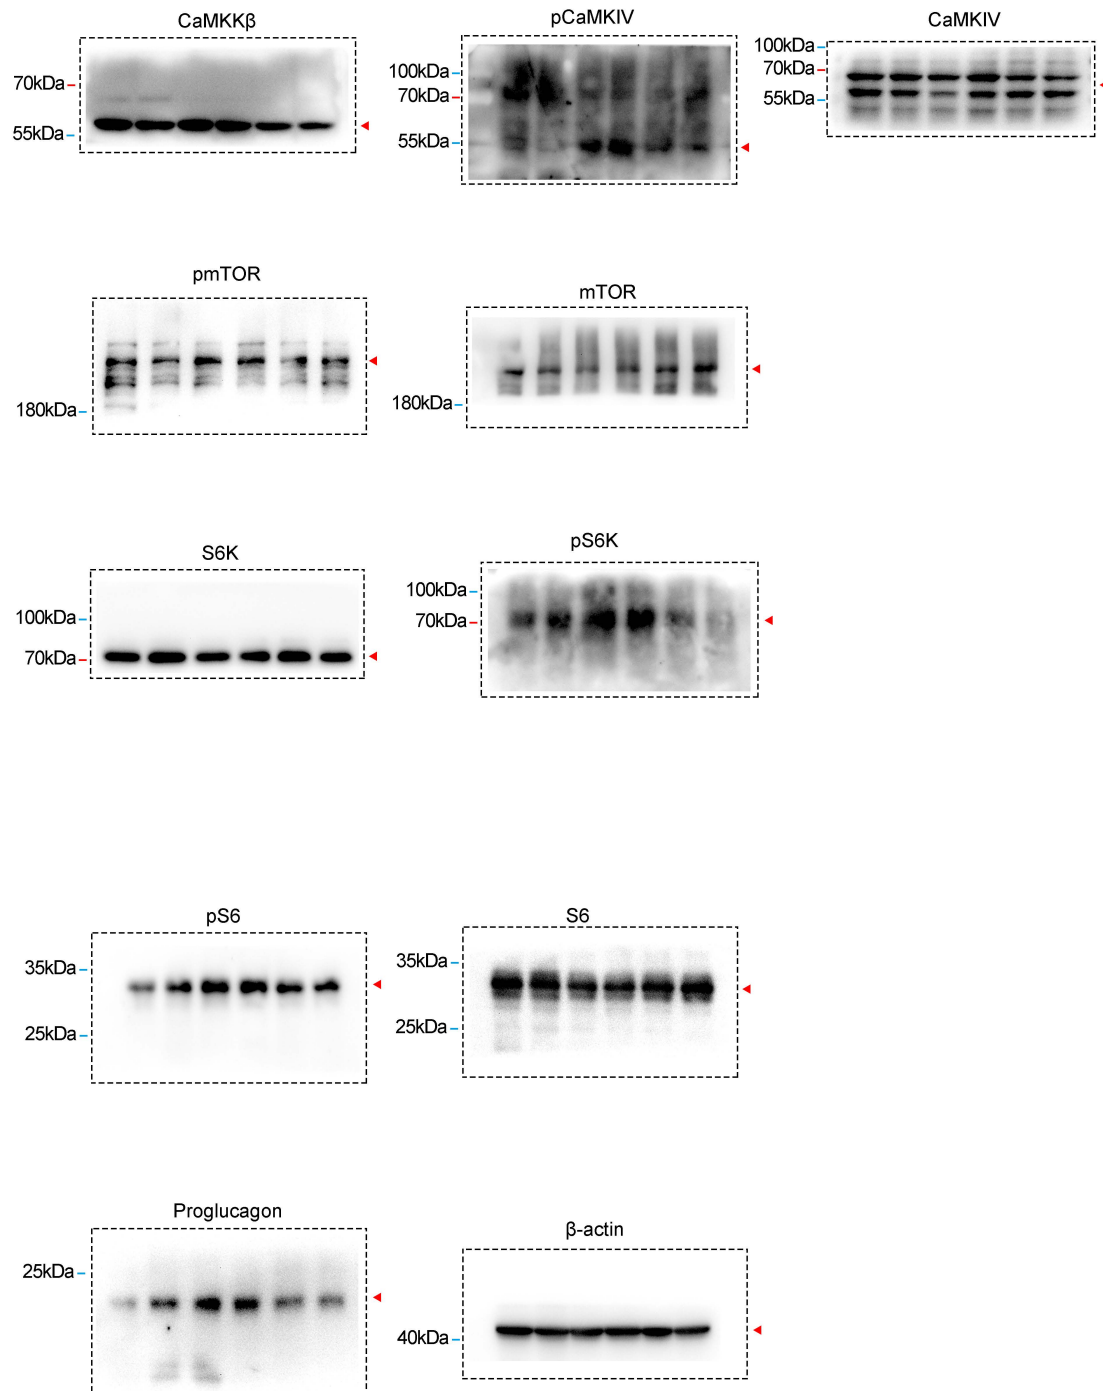 CaMKKβ
70kDa
55kDa
pCaMKIV
100kDa
70kDa
55kDa
CaMKIV
100kDa
70kDa
55kDa
pmTOR
180kDa
mTOR
180kDa
S6K
100kDa
70kDa
pS6K
100kDa
70kDa
pS6
35kDa
25kDa
S6
35kDa
25kDa
Proglucagon
25kDa
β-actin
40kDa